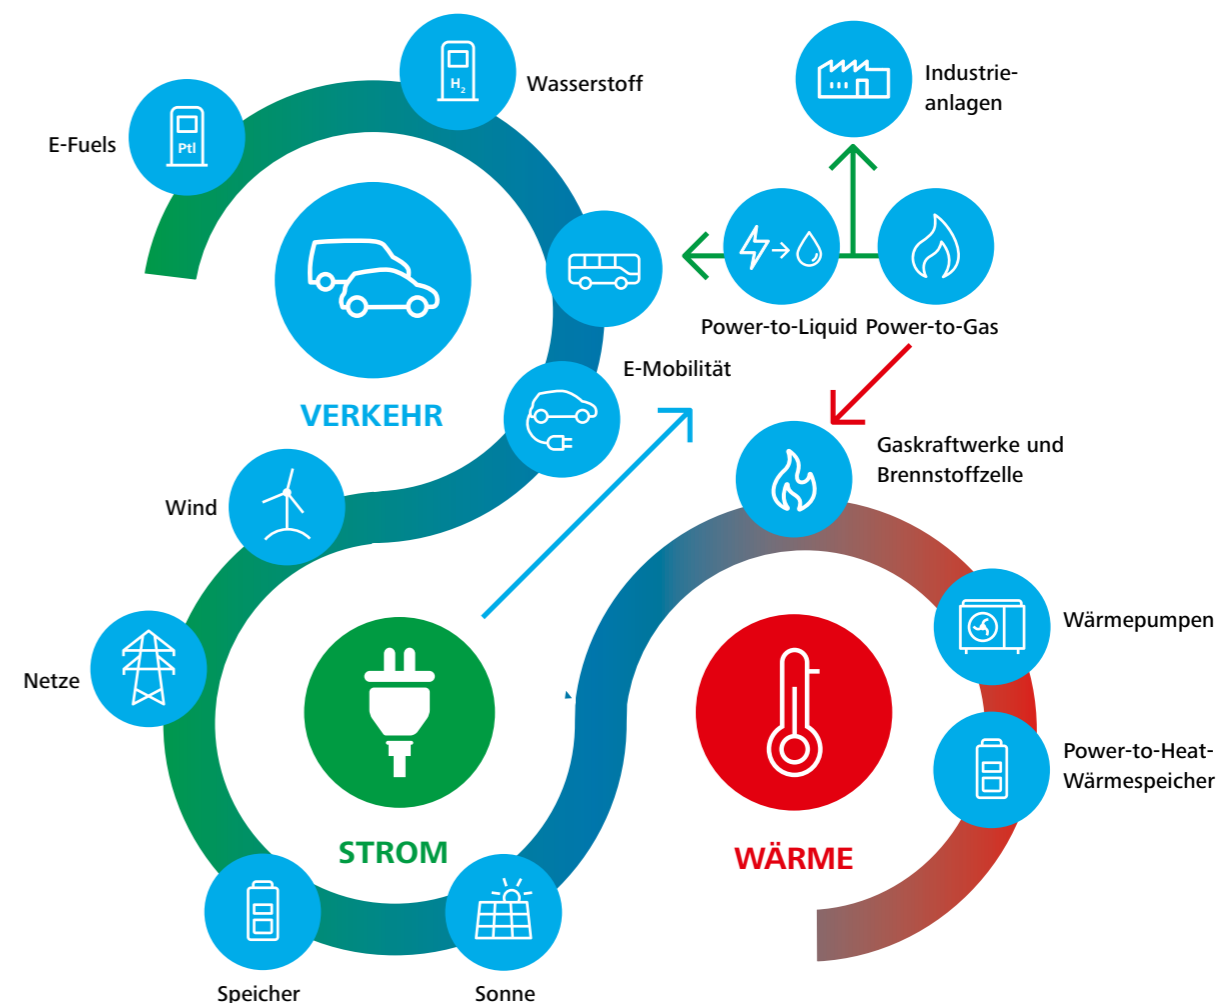 Wasserstoff
E-Fuels
H2
PtI
Industrie-
anlagen
Power-to-Liquid
Power-to-Gas
E-Mobilität
VERKEHR
Gaskraftwerke und
Brennstoffzelle
Wind
Wärmepumpen
Netze
Power-to-Heat-
Wärmespeicher
STROM
WÄRME
Speicher
Sonne